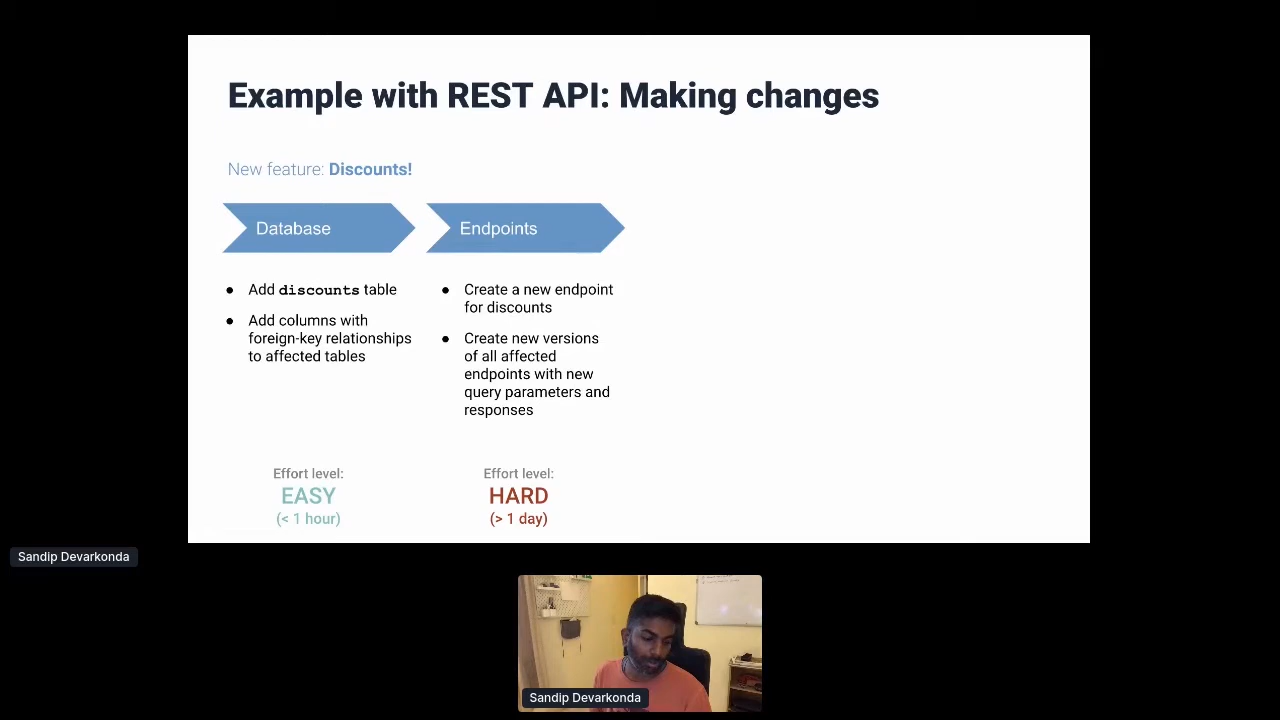 Example with REST API: Making changes
New feature: Discounts!
Database
Endpoints
● Add discounts table
● Add columns with
foreign-key relationships
to affected tables
● Create a new endpoint
for discounts
● Create new versions
of all affected
endpoints with new
query parameters and
responses
Effort level:
EASY
(< 1 hour)
Effort level:
HARD
(> 1 day)
Sandip Devarkonda
Sandip Devarkonda